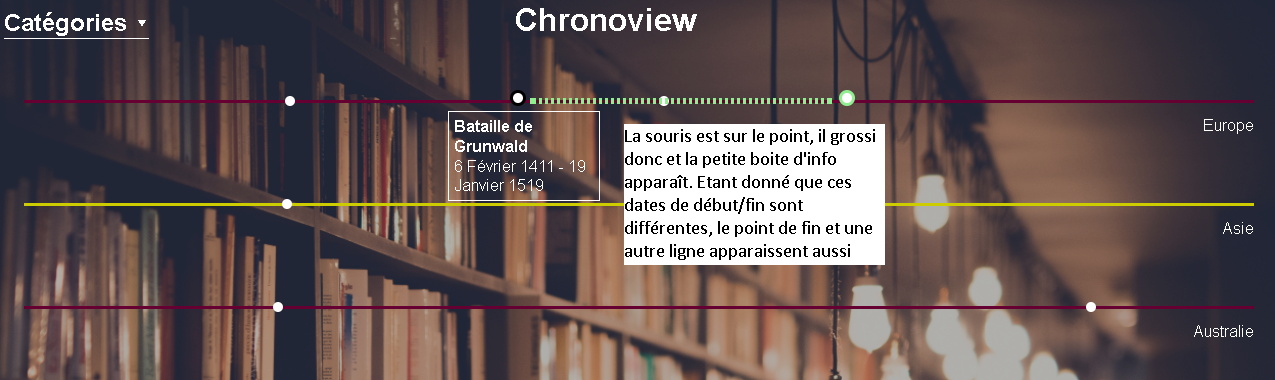 Catégories
Chronoview
Europe
Bataille de
Grunwald
6 Février 1411 - 19
Janvier 1519
La souris est sur le point, il grossi
donc et la petite boite d'info
apparaît. Etant donné que ces
dates de début/fin sont
différentes, le point de fin et une
autre ligne apparaissent aussi
Asie
Australie